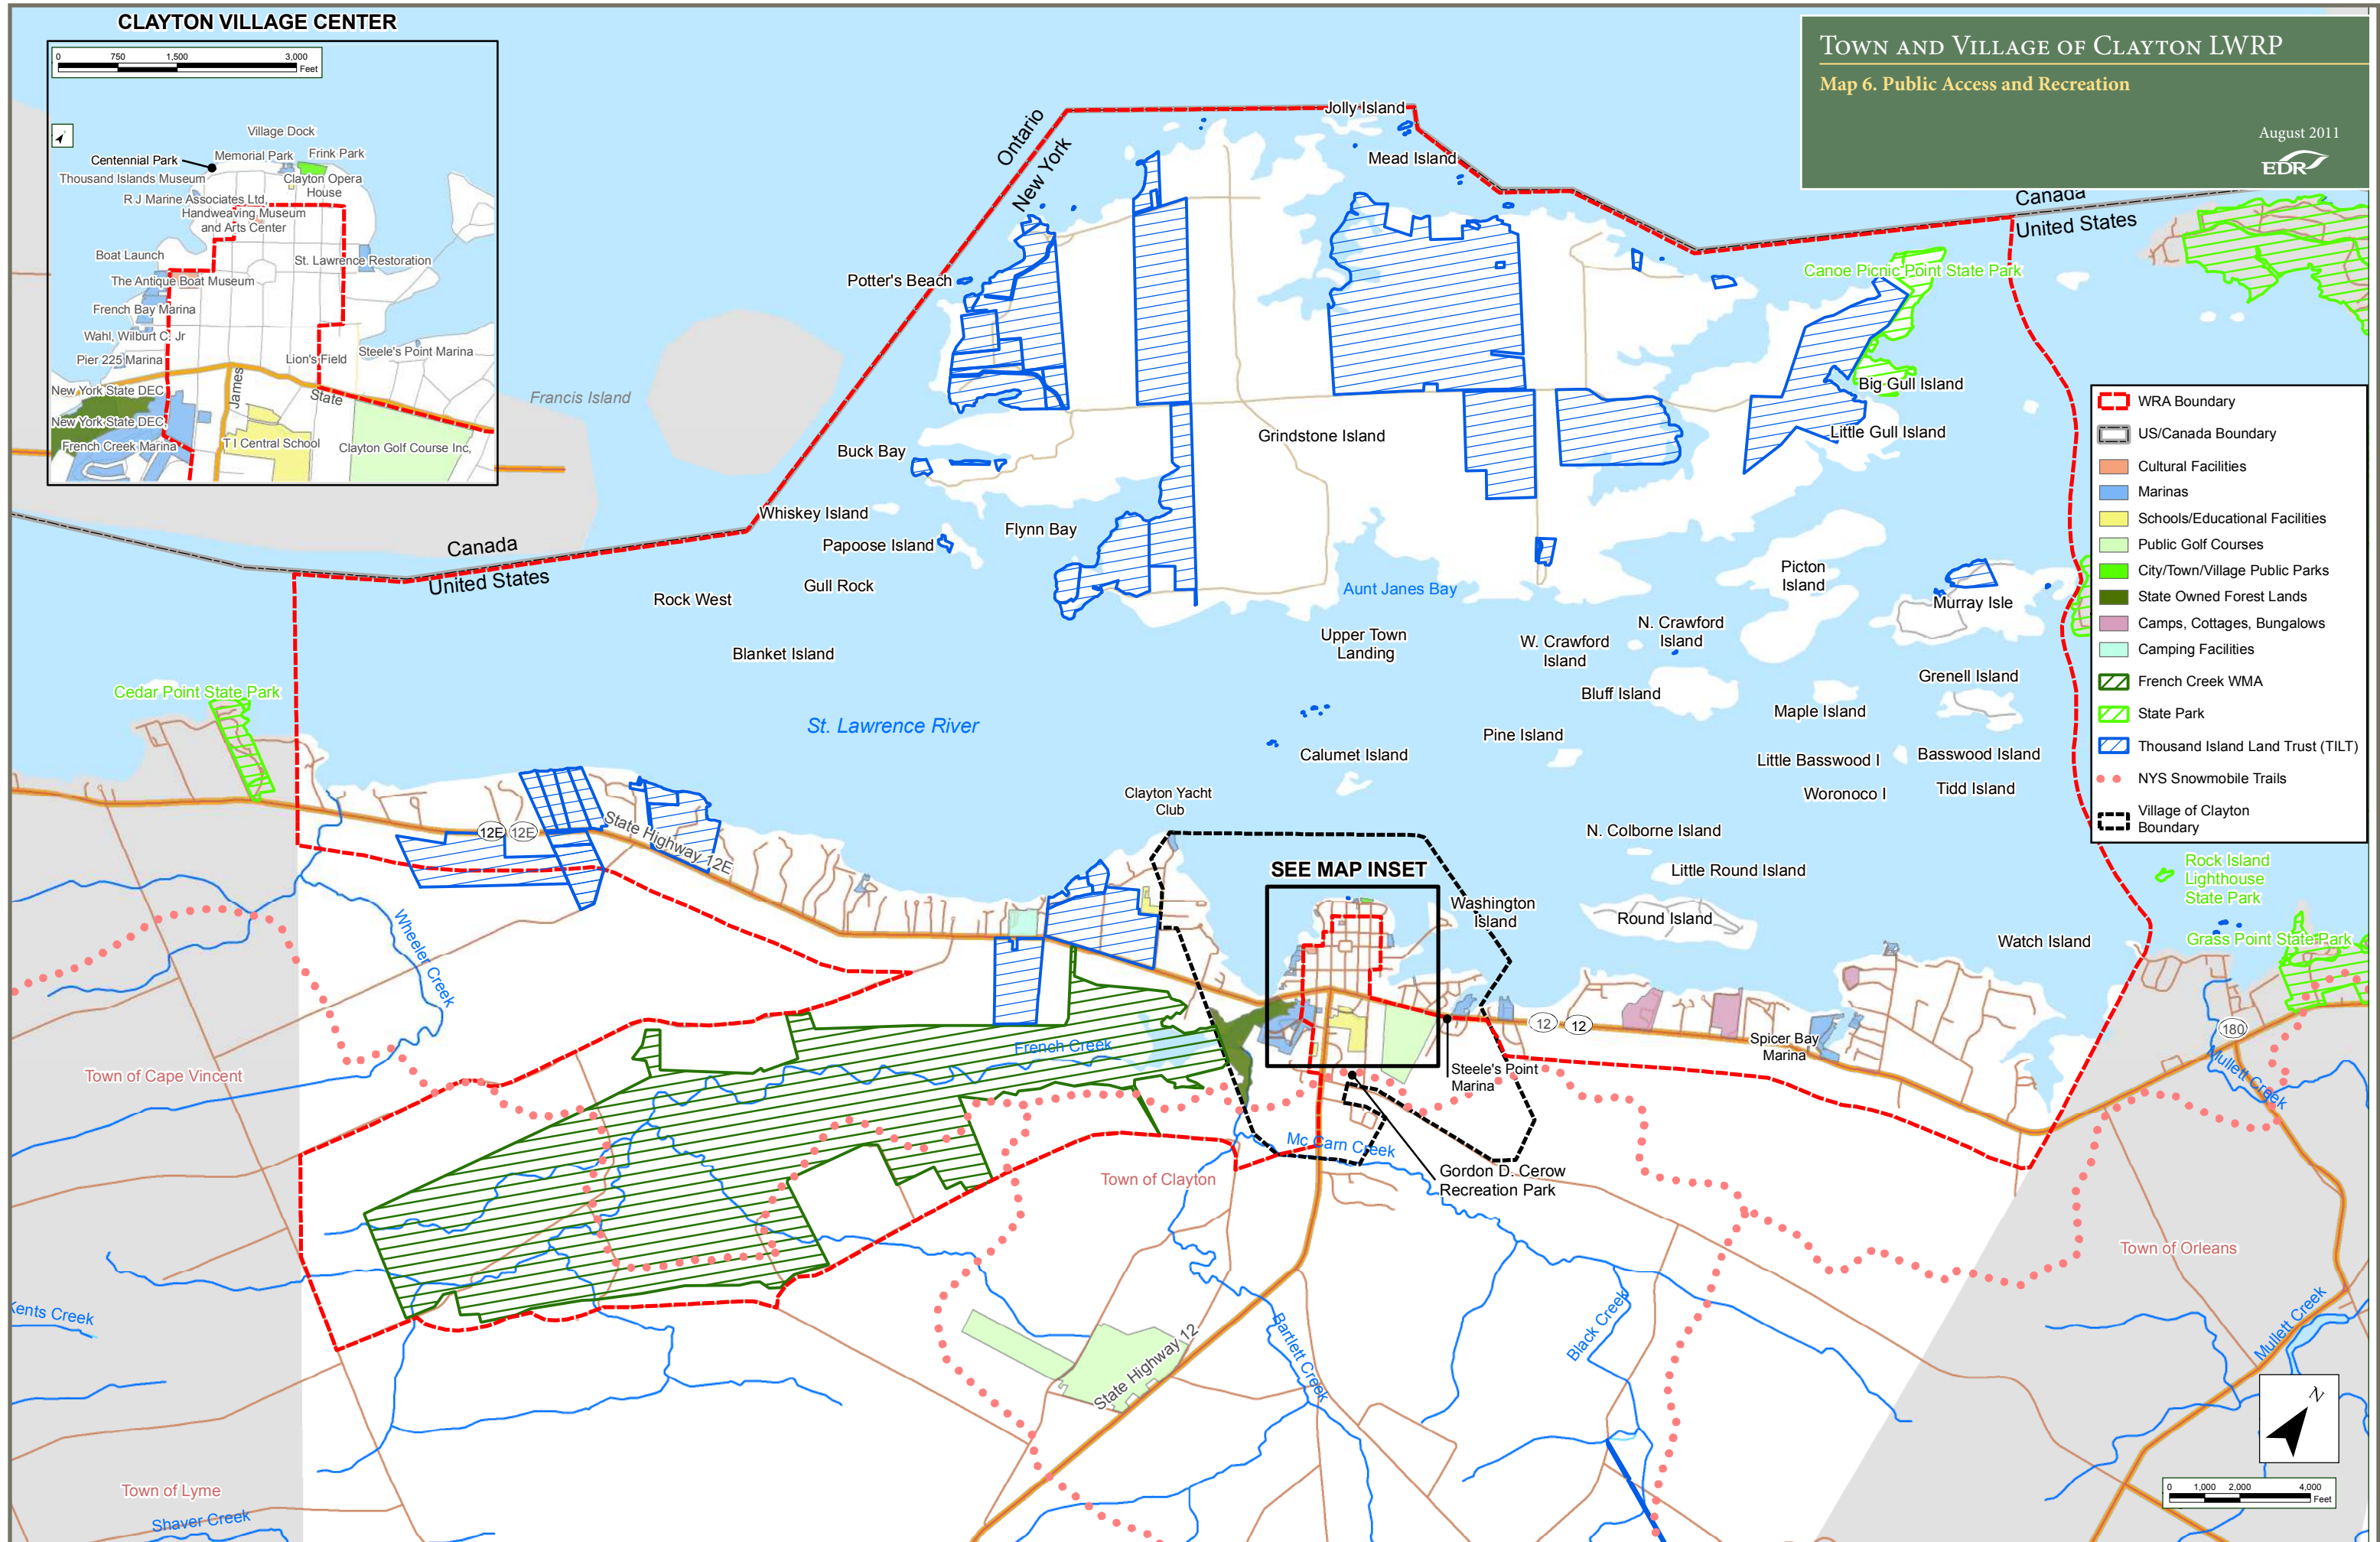 CLAYTON VILLAGE CENTER
0 750 1,500 3,000
Feet
Village Dock
Centennial Park
Memorial Park
Frink Park
Thousand Islands Museum
Clayton Opera
House
R J Marine Associates Ltd.
Handweaving Museum
and Arts Center
Boat Launch
St. Lawrence Restoration
The Antique Boat Museum
French Bay Marina
Wahl, Wilburt C. Jr
Pier 225 Marina
Lion's Field
Steele's Point Marina
New York State DEC
James
State
New York State DEC
French Creek Marina
T I Central School
Clayton Golf Course Inc,
TOWN AND VILLAGE OF CLAYTON LWRP
Map 6. Public Access and Recreation
August 2011
EDR
Ontario
New York
Jolly Island
Mead Island
Canada
United States
Potter's Beach
Canoe Picnic Point State Park
Francis Island
Big Gull Island
Little Gull Island
Buck Bay
Grindstone Island
Whiskey Island
Flynn Bay
Papoose Island
Canada
United States
Gull Rock
Rock West
Aunt Janes Bay
Picton
Island
Murray Isle
Blanket Island
Upper Town
Landing
W. Crawford
Island
N. Crawford
Island
Grenell Island
Bluff Island
Maple Island
Cedar Point State Park
St. Lawrence River
Pine Island
Calumet Island
Little Basswood I
Basswood Island
Woronoco I
Tidd Island
Clayton Yacht
Club
N. Colborne Island
Little Round Island
12E
12E
State Highway 12E
SEE MAP INSET
Washington
Island
Round Island
Watch Island
WRA Boundary
US/Canada Boundary
Cultural Facilities
Marinas
Schools/Educational Facilities
Public Golf Courses
City/Town/Village Public Parks
State Owned Forest Lands
Camps, Cottages, Bungalows
Camping Facilities
French Creek WMA
State Park
Thousand Island Land Trust (TILT)
NYS Snowmobile Trails
Village of Clayton
Boundary
Rock Island
Lighthouse
State Park
Grass Point State Park
Wheeler Creek
12
12
Spicer Bay
Marina
180
Mullett Creek
French Creek
Steele's Point
Marina
Town of Cape Vincent
Mc Carn Creek
Town of Clayton
Gordon D. Cerow
Recreation Park
Town of Orleans
Kents Creek
State Highway 12
Bartlett Creek
Black Creek
Mullett Creek
Town of Lyme
Shaver Creek
N
0 1,000 2,000 4,000
Feet